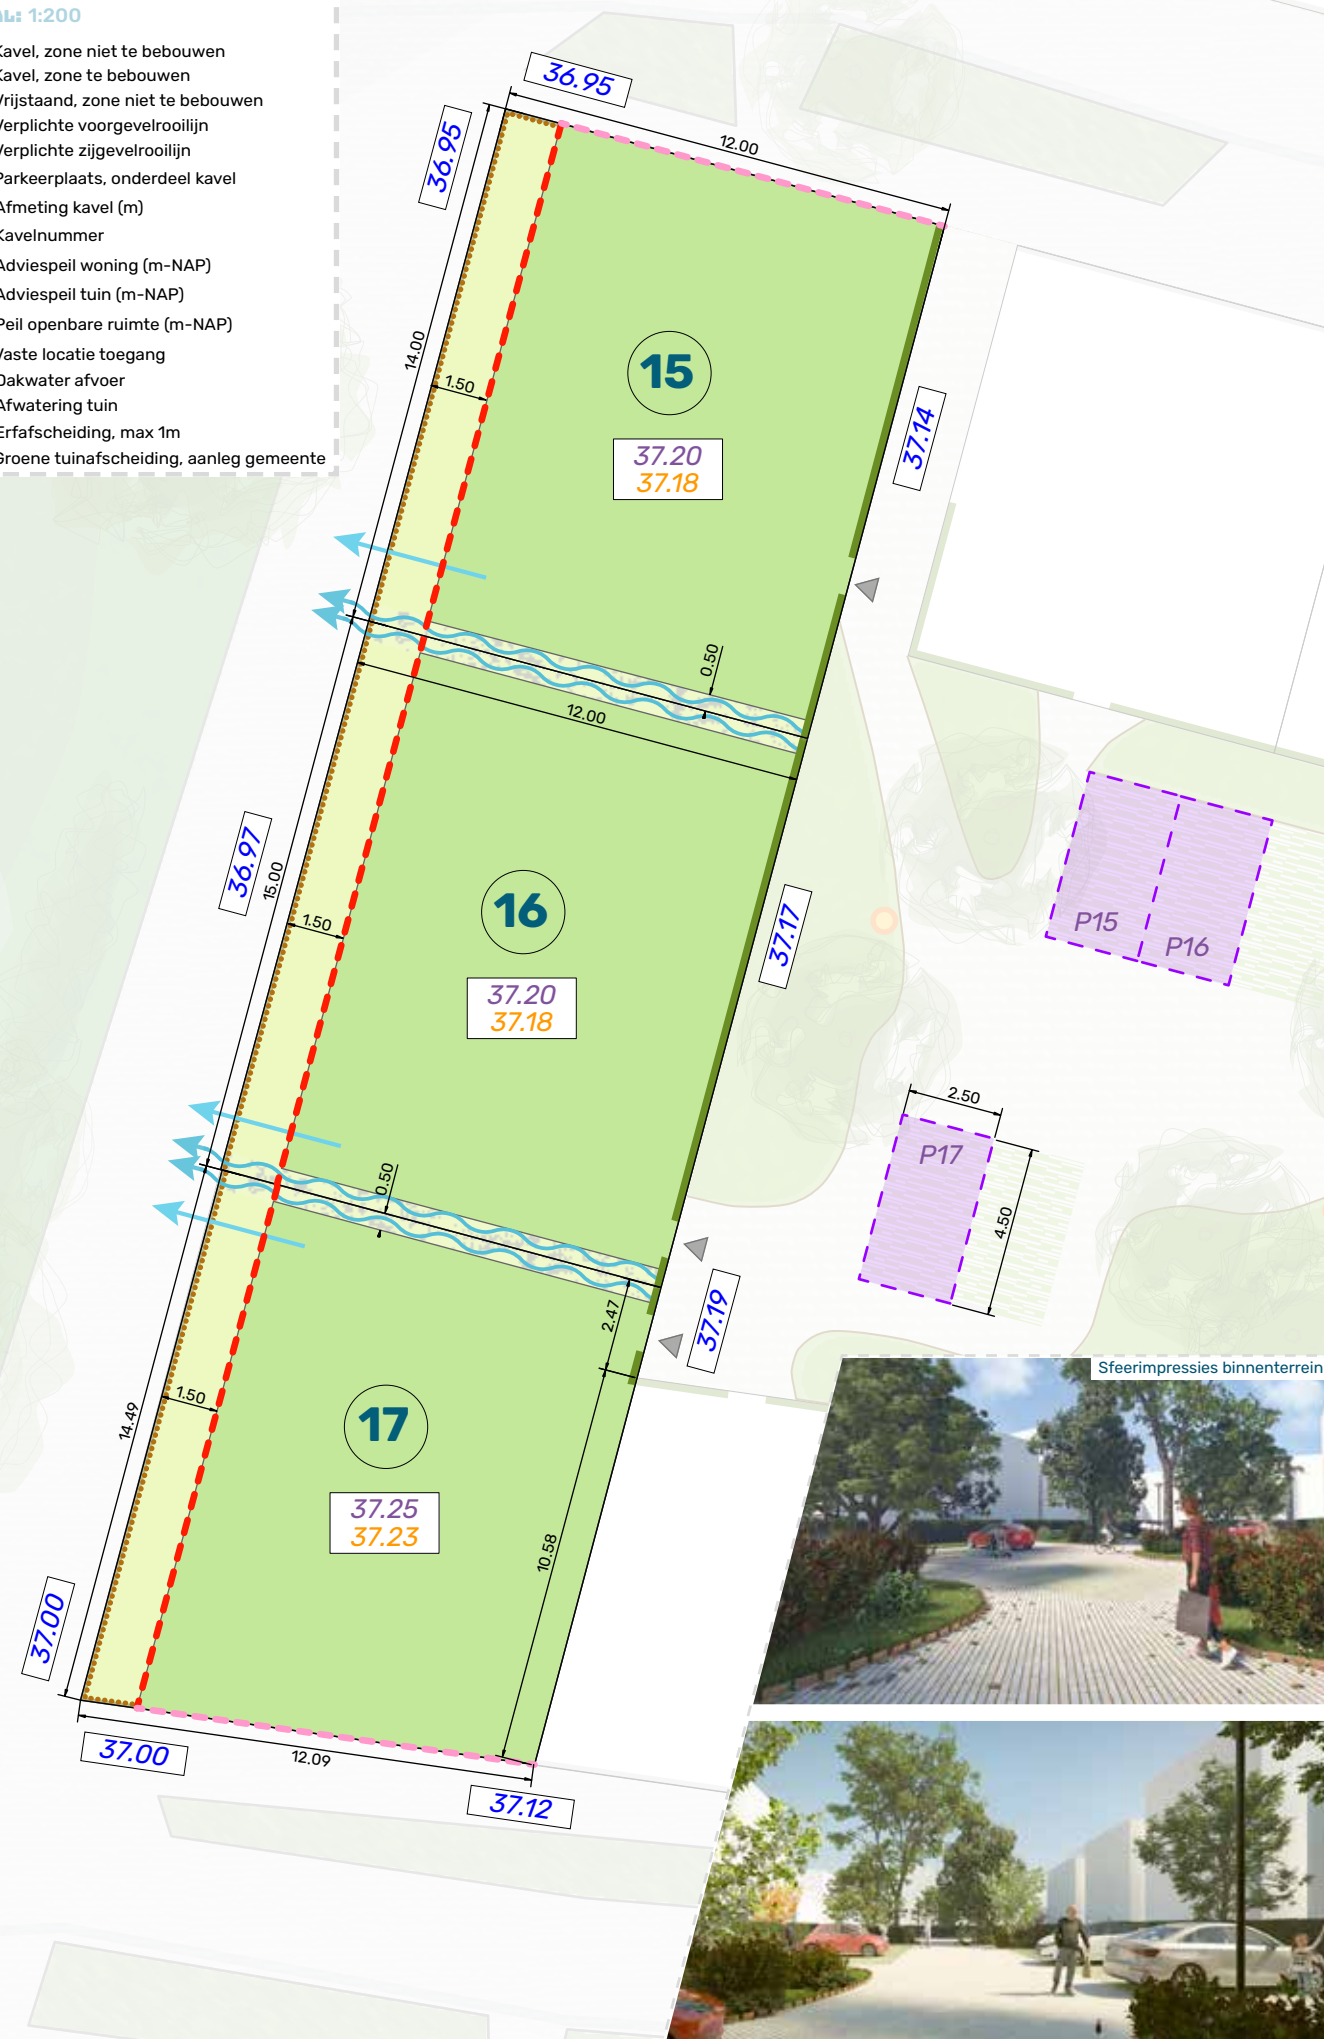 1:200
Kavel, zone niet te bebouwen
Kavel, zone te bebouwen
Vrijstaand, zone niet te bebouwen
Verplichte voorgevelrooilijn
Verplichte zijgevelrooilijn
Parkeerplaats, onderdeel kavel
Afmeting kavel (m)
Kavelnummer
Adviespeil woning (m-NAP)
Adviespeil tuin (m-NAP)
Peil openbare ruimte (m-NAP)
Vaste locatie toegang
Dakwater afvoer
Afwatering tuin
Erfafscheiding, max 1m
Groene tuinafscheiding, aanleg gemeente
36.95
36.95
12.00
14.00
1.50
15
37.20
37.18
37.14
0.50
12.00
36.97
15.00
1.50
16
37.20
37.18
37.17
P15
P16
2.50
P17
4.50
0.50
2.47
37.19
14.49
1.50
17
37.25
37.23
10.58
37.00
37.00
12.09
37.12
Sfeerimpressies binnenterrein